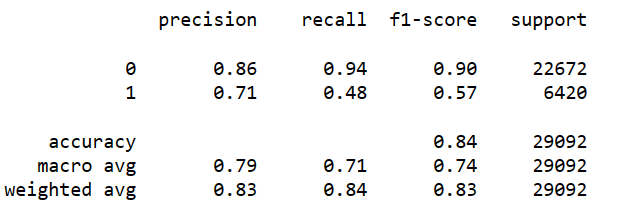 precision recall f1-score support
0 0.86 0.94 0.90 22672
1 0.71 0.48 0.57 6420
accuracy 0.84 29092
macro avg 0.79 0.71 0.74 29092
weighted avg 0.83 0.84 0.83 29092